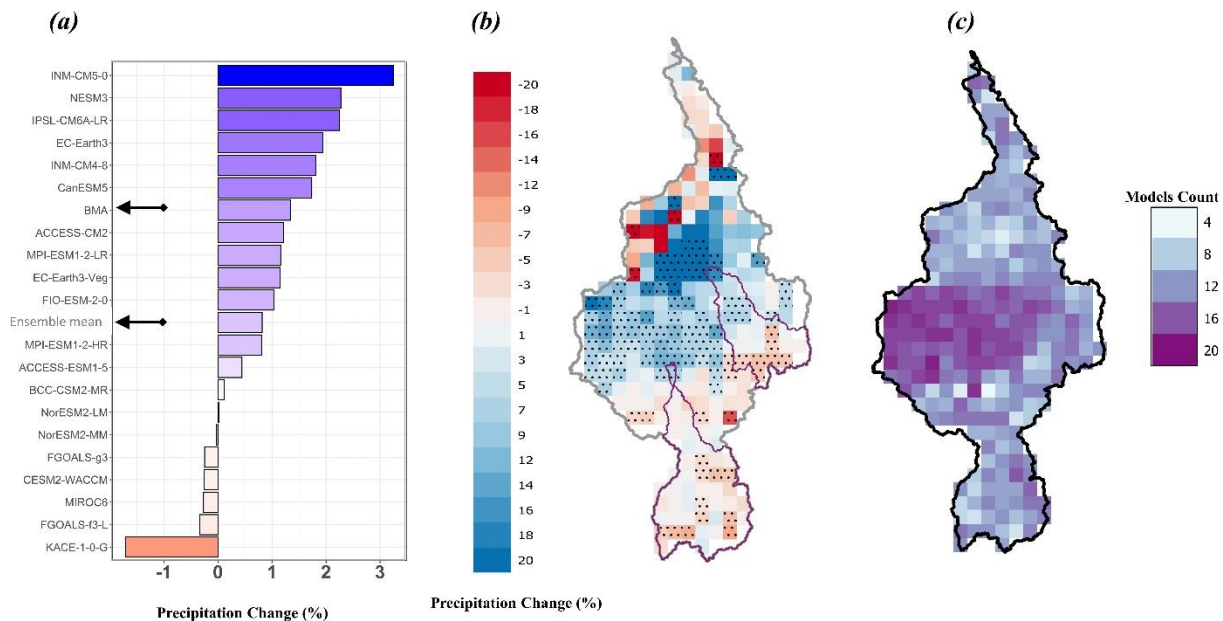 (a)
INM-CM5-0
NESM3
IPSL-CM6A-LR
EC-Earth3
INM-CM4-8
CanESM5
BMA
ACCESS-CM2
MPI-ESM1-2-LR
EC-Earth3-Veg
FIO-ESM-2-0
Ensemble mean
MPI-ESM1-2-HR
ACCESS-ESM1-5
BCC-CSM2-MR
NorESM2-LM
NorESM2-MM
FGOALS-g3
CESM2-WACCM
MIROC6
FGOALS-f3-L
KACE-1-0-G
-1 0 1 2 3
Precipitation Change (%)
(b)
-20
-18
-16
-14
-12
-9
-7
-5
-3
-1
1
3
5
7
9
12
14
15
18
20
Precipitation Change (%)
(c)
Models Count
4
8
12
16
20